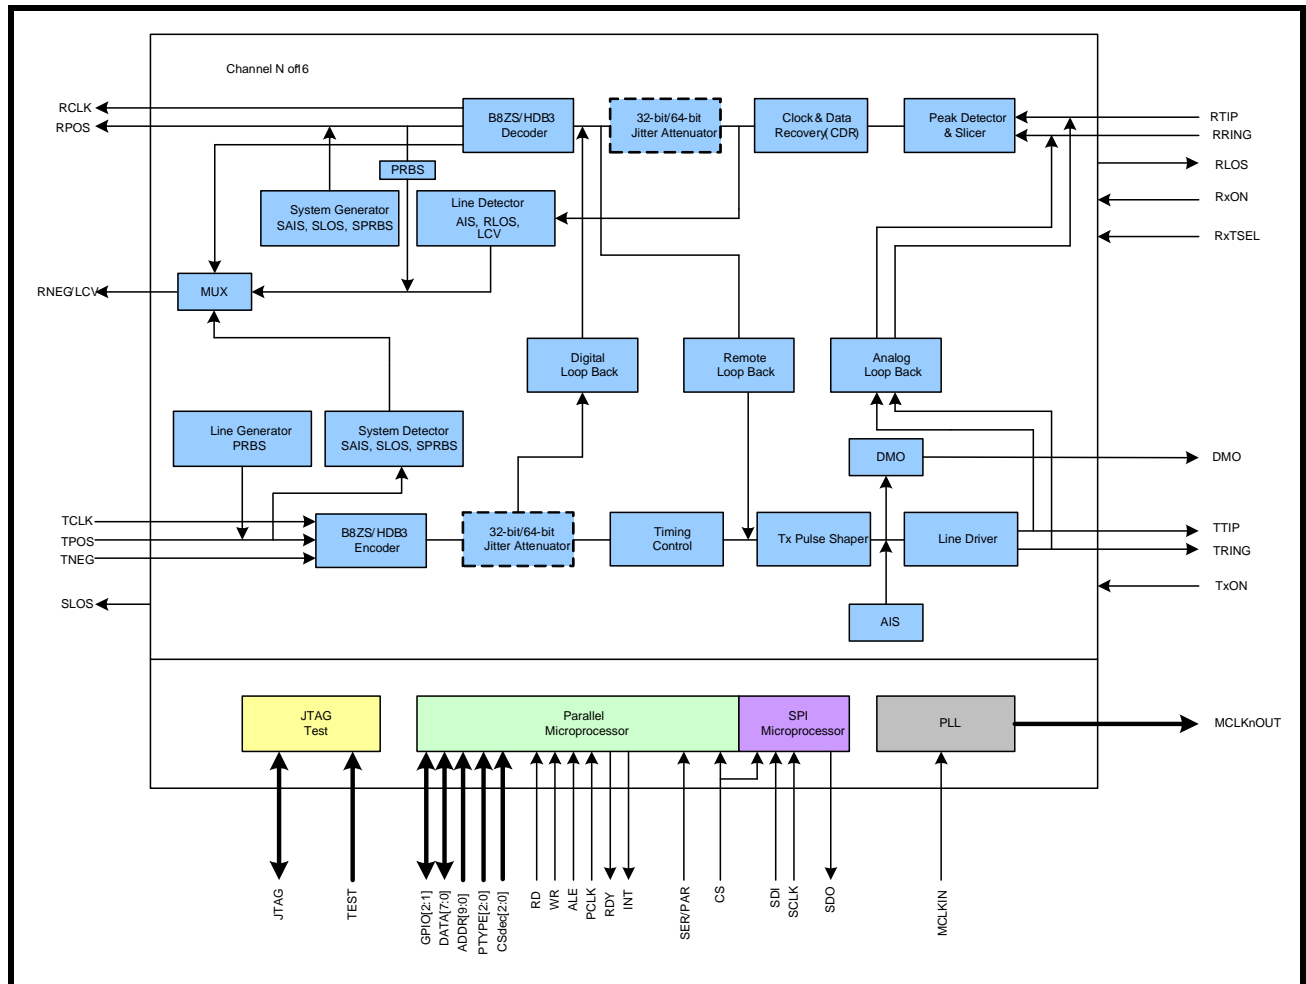 Channel N of16
RCLK
RPOS
B8ZS/HDB3
Decoder
32-bit/64-bit
Jitter Attenuator
Clock & Data
Recovery(CDR)
Peak Detector
& Slicer
RTIP
RRING
RLOS
RxON
RxTSEL
PRBS
System Generator
SAIS, SLOS, SPRBS
Line Detector
AIS, RLOS,
LCV
RNEG/LCV
MUX
Digital
Loop Back
Remote
Loop Back
Analog
Loop Back
Line Generator
PRBS
System Detector
SAIS, SLOS, SPRBS
DMO
DMO
TCLK
TPOS
TNEG
B8ZS/HDB3
Encoder
32-bit/64-bit
Jitter Attenuator
Timing
Control
Tx Pulse Shaper
Line Driver
TTIP
TRING
TxON
SLOS
AIS
JTAG
Test
Parallel
Microprocessor
SPI
Microprocessor
PLL
MCLKnOUT
JTAG
TEST
GPIO[2:1]
DATA[7:0]
ADDR[9:0]
PTYPE[2:0]
CSdec[2:0]
RD
WR
ALE
PCLK
RDY
INT
SER/PAR
CS
SDI
SCLK
SDO
MCLKIN